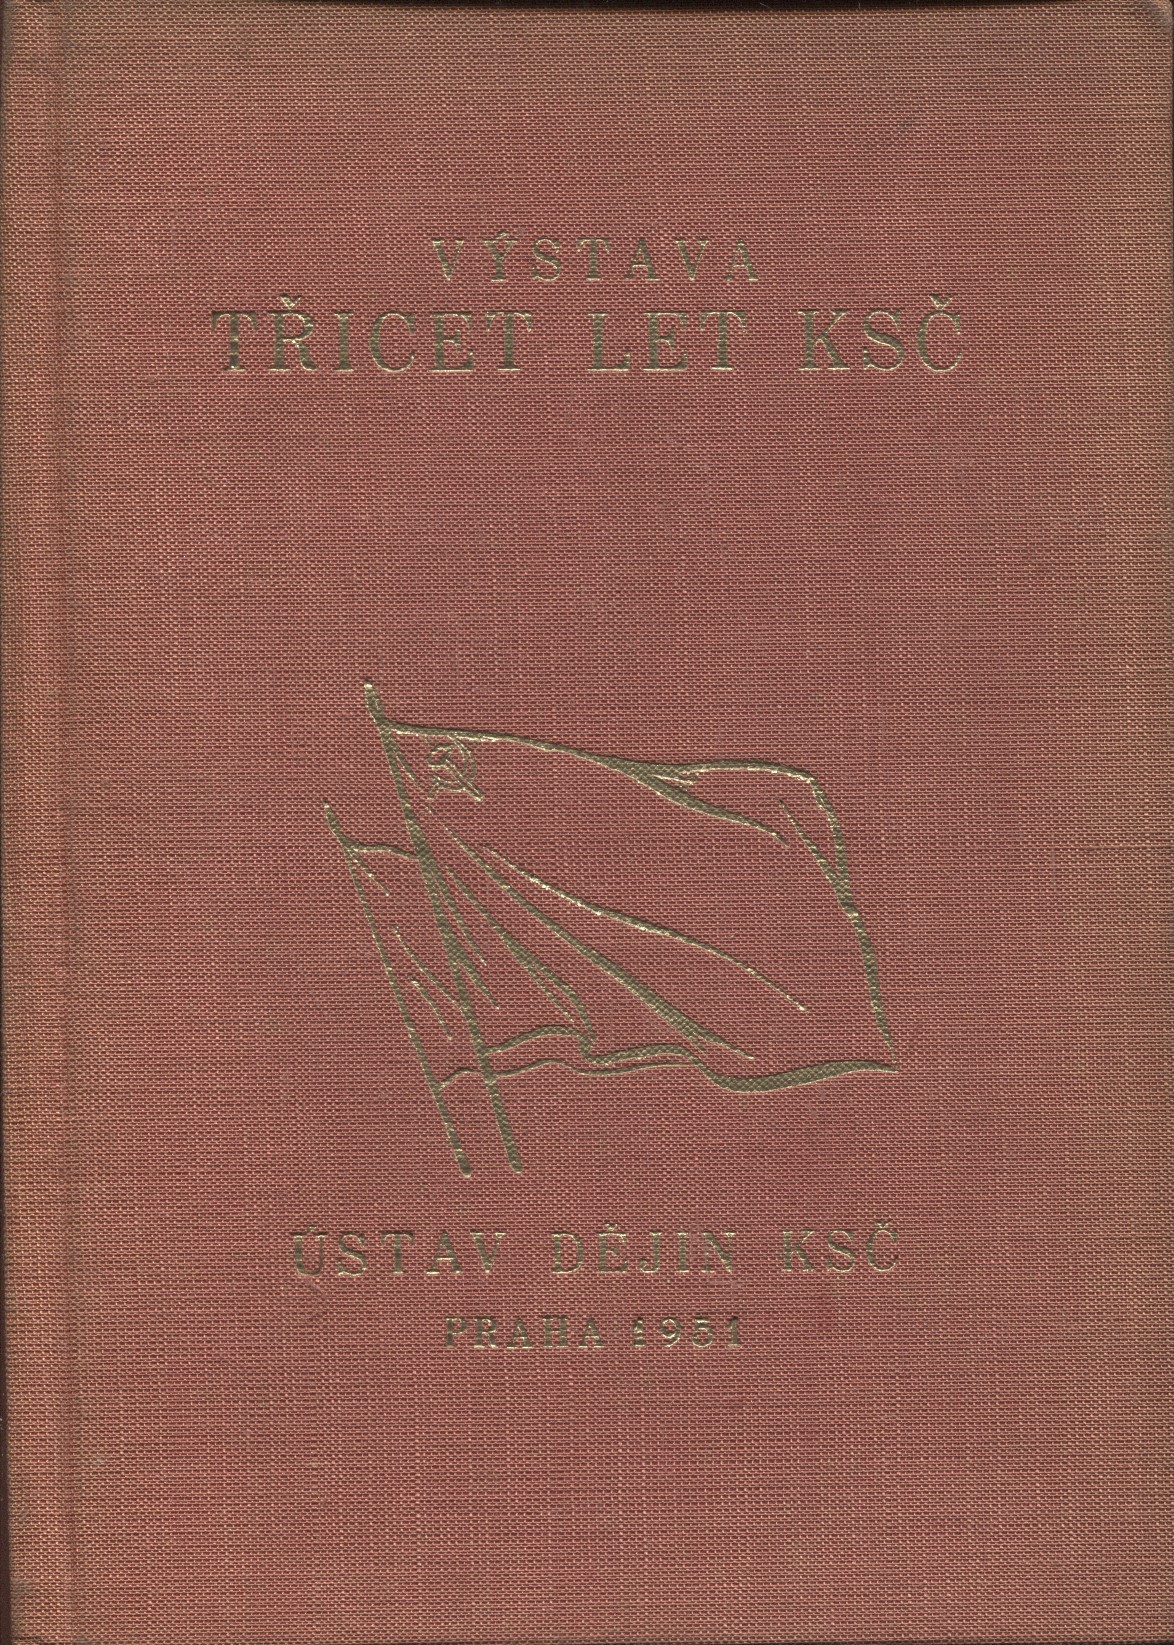 VÝSTAVA
TŘICET LET KSČ
ÚSTAV DĚJIN KSČ
PRAHA 1951